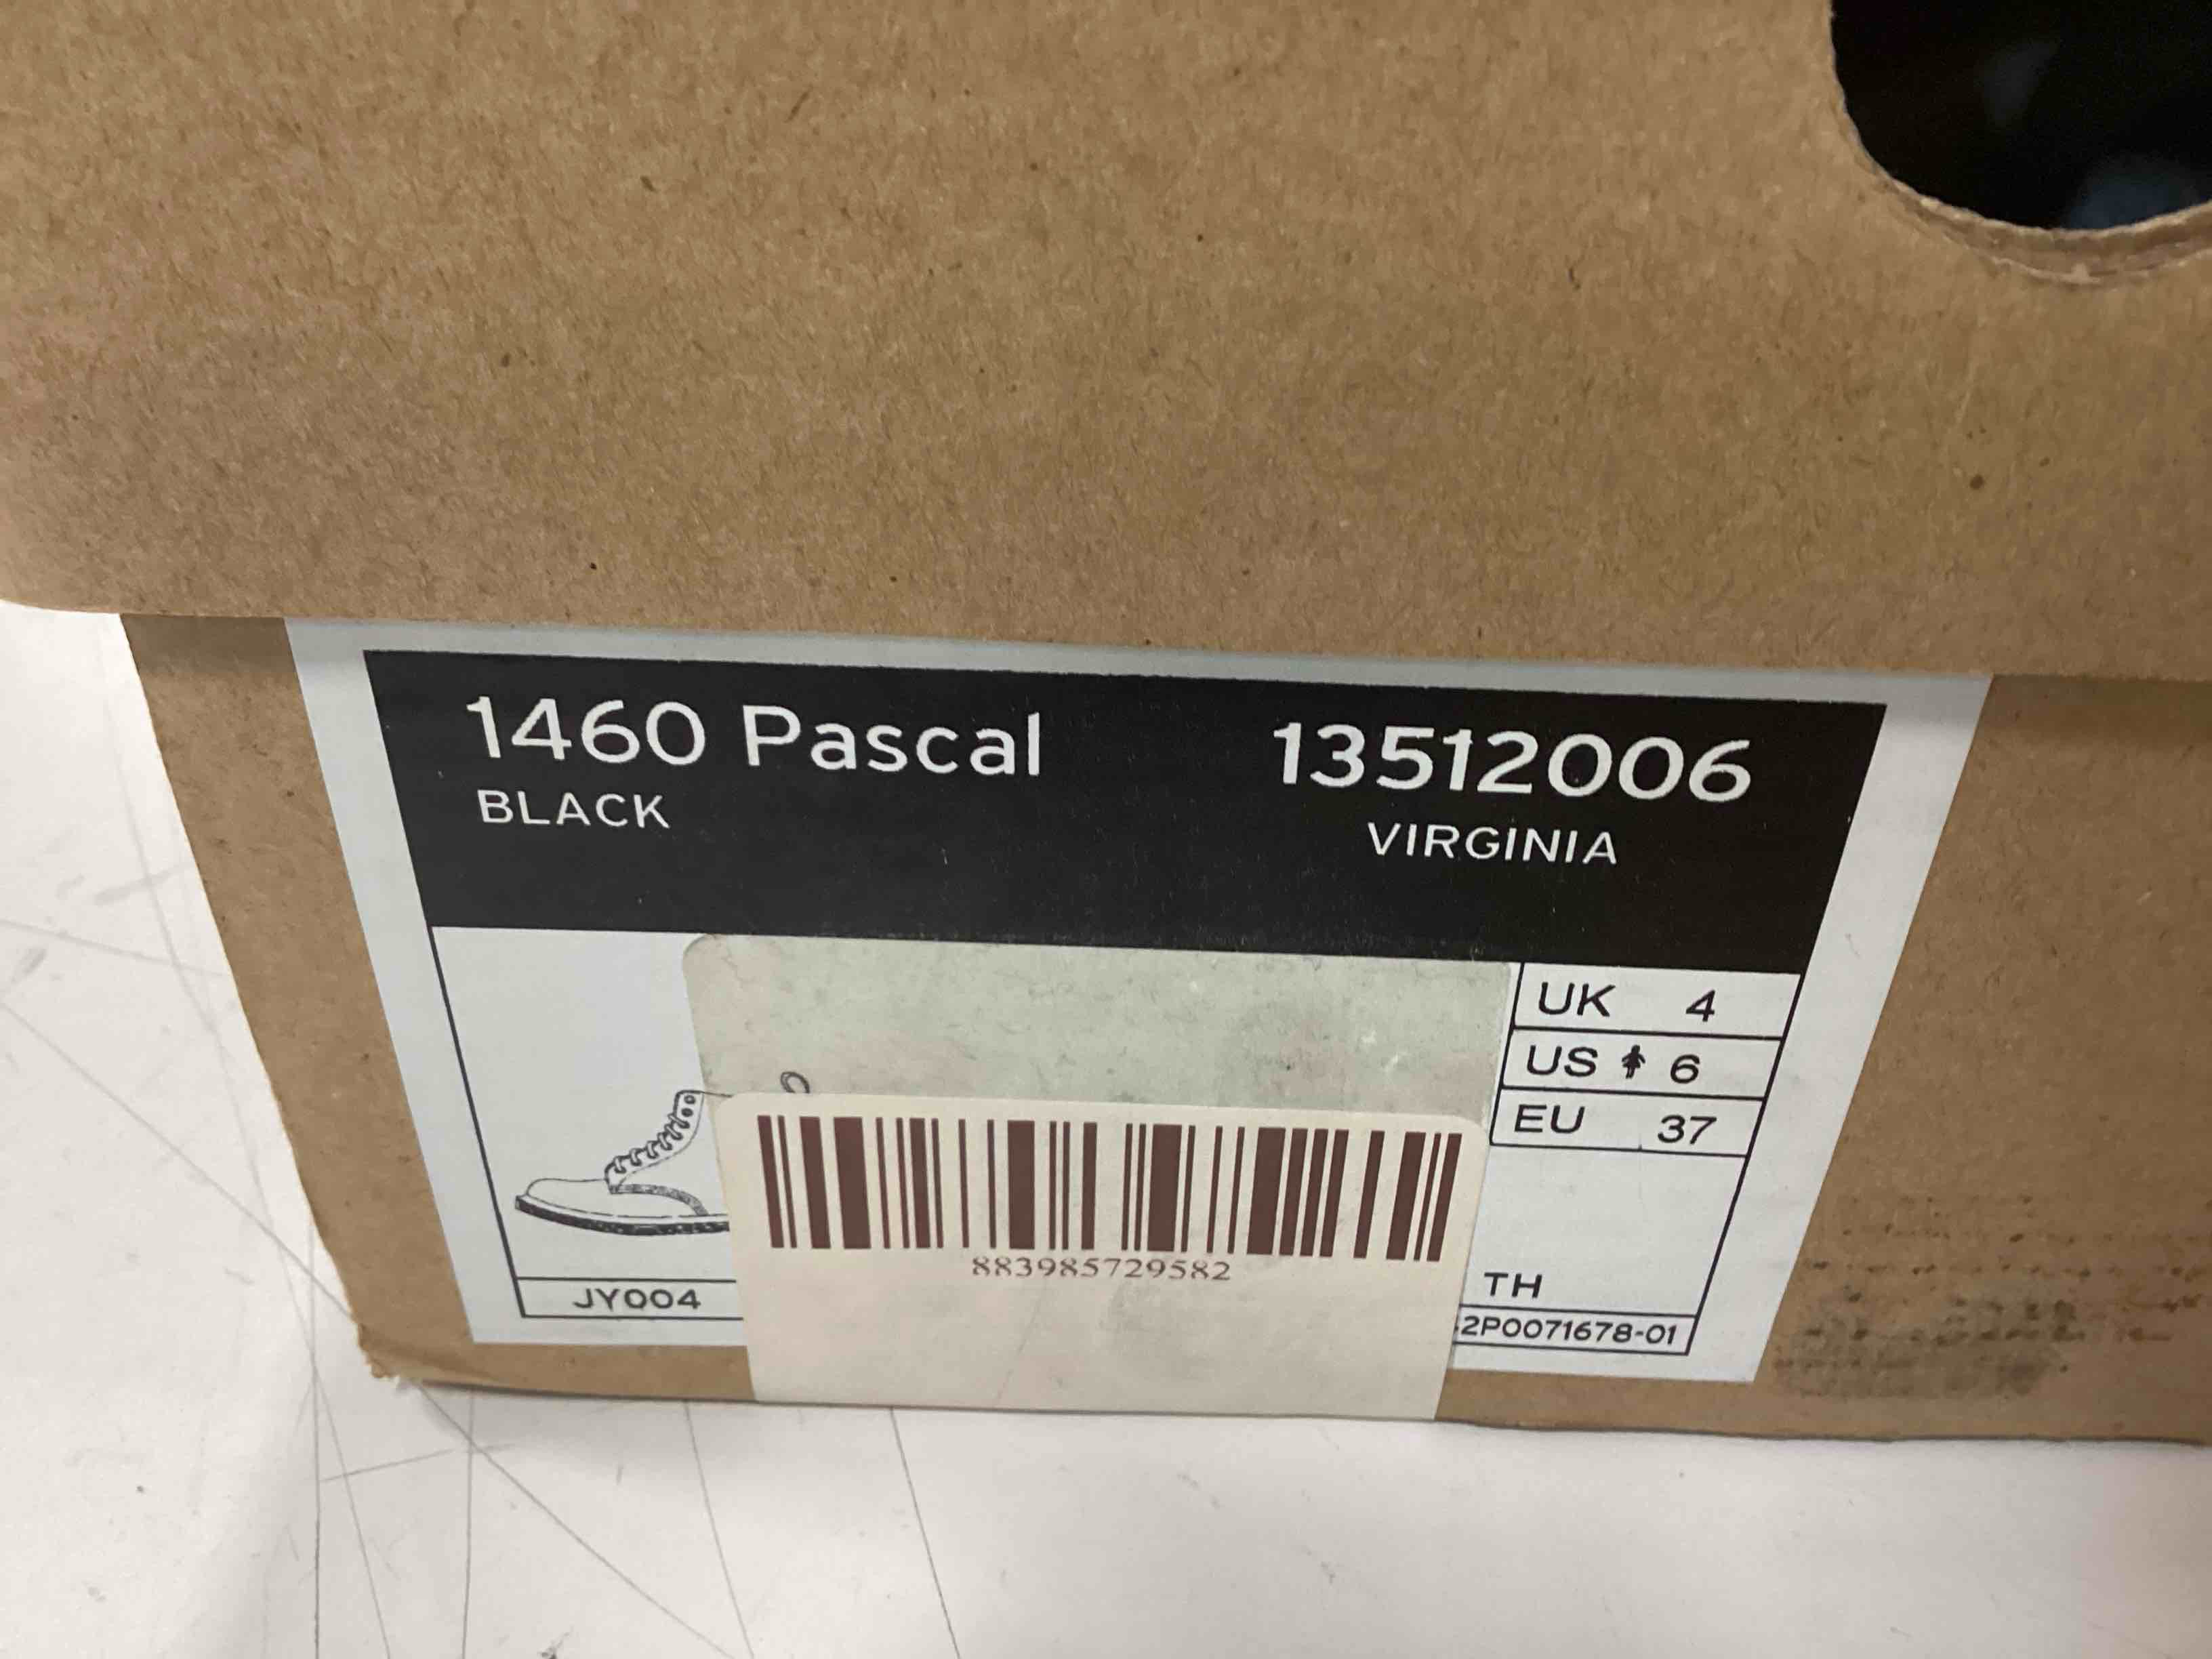 1460 Pascal 13512006
BLACK VIRGINIA
UK 4
US 6
EU 37
883985729582
TH
JY004
2P0071678-01